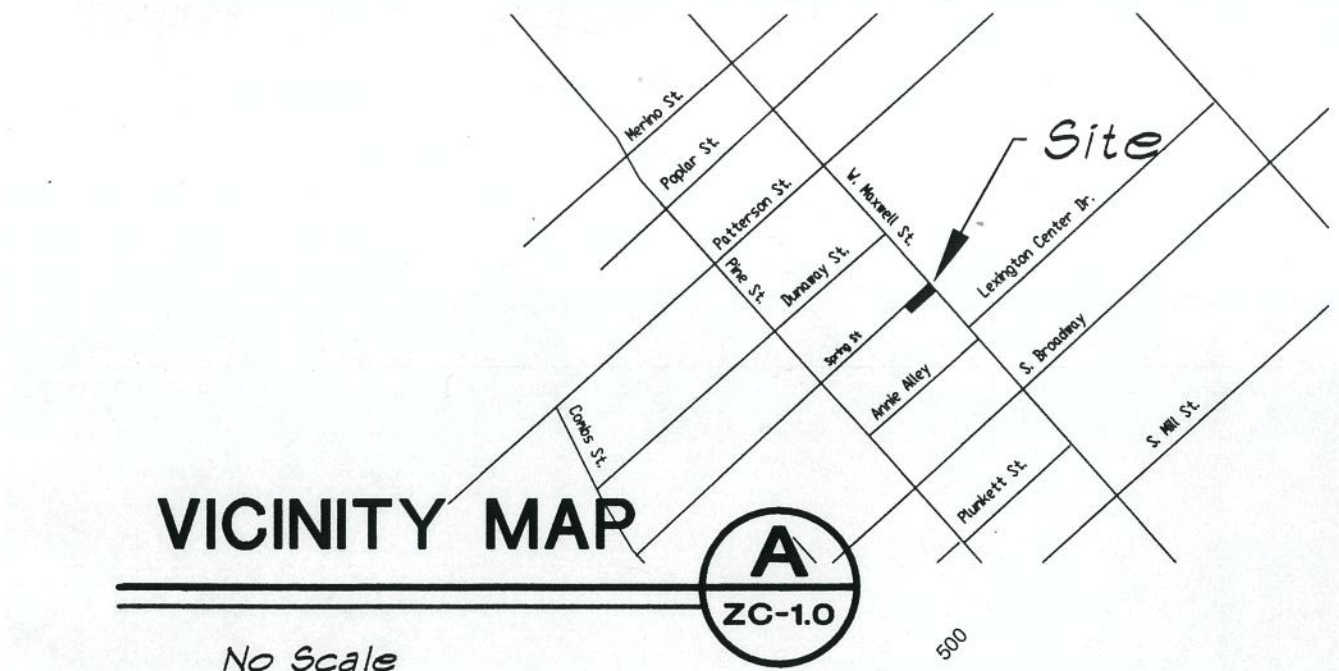 Merino St.
Poplar St.
Patterson St.
Pine St.
Dunaway St.
W. Maxwell St.
Site
Lexington Center Dr.
Spring St
Annie Alley
S. Broadway
S. Mill St.
Plunkett St.
Combs St.
VICINITY MAP
A
ZC-1.0
No Scale
500